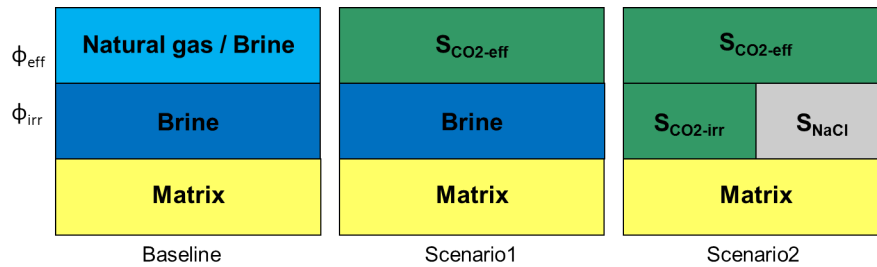 ϕeff Natural gas / Brine SCO2-eff SCO2-eff
ϕirr Brine Brine SCO2-irr SNaCl
Matrix Matrix Matrix
Baseline Scenario1 Scenario2